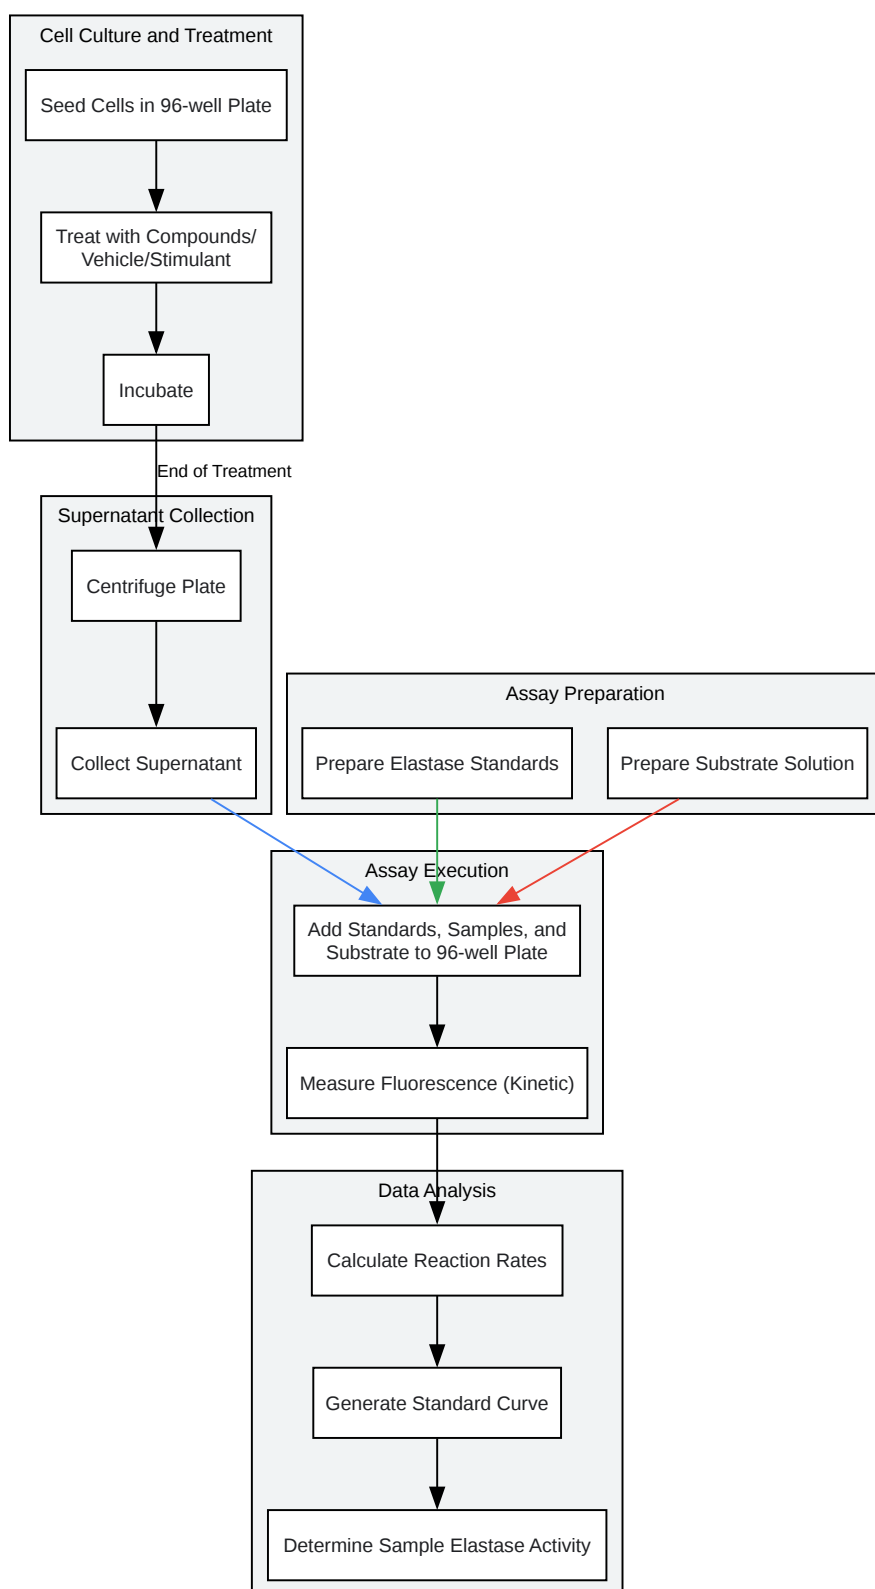 Cell Culture and Treatment
Seed Cells in 96-well Plate
Treat with Compounds/
Vehicle/Stimulant
Incubate
End of Treatment
Supernatant Collection
Centrifuge Plate
Collect Supernatant
Assay Preparation
Prepare Elastase Standards
Prepare Substrate Solution
Assay Execution
Add Standards, Samples, and
Substrate to 96-well Plate
Measure Fluorescence (Kinetic)
Data Analysis
Calculate Reaction Rates
Generate Standard Curve
Determine Sample Elastase Activity